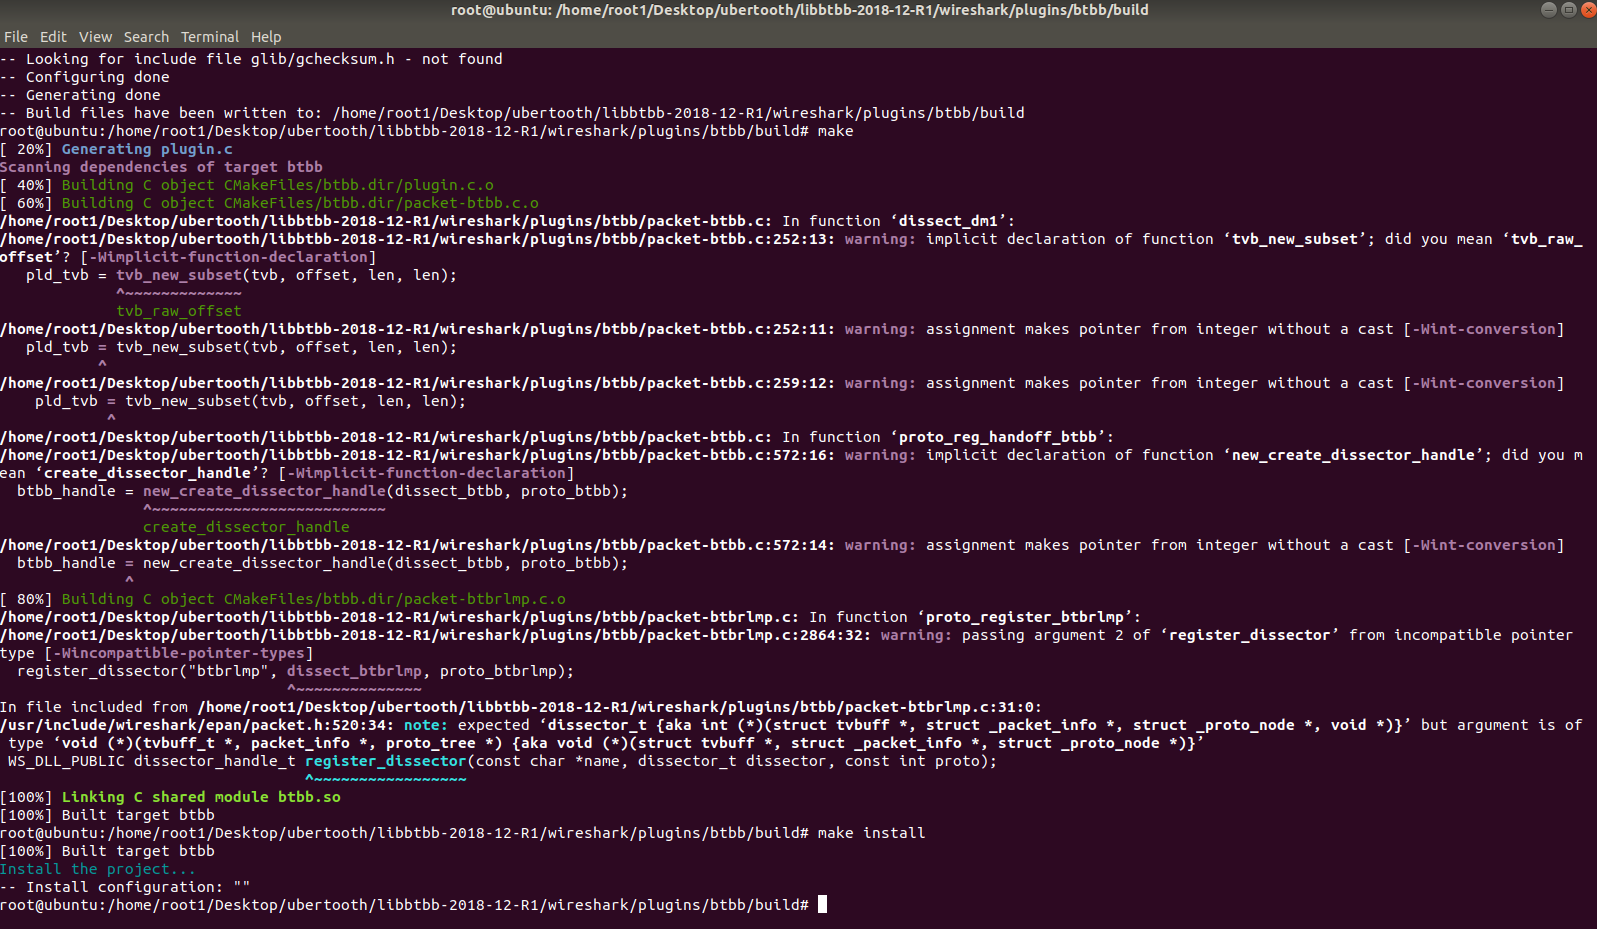 root@ubuntu: /home/root1/Desktop/ubertooth/libbtbb-2018-12-R1/wireshark/plugins/btbb/build
File Edit View Search Terminal Help
-- Looking for include file glib/gchecksum.h - not found
-- Configuring done
-- Generating done
-- Build files have been written to: /home/root1/Desktop/ubertooth/libbtbb-2018-12-R1/wireshark/plugins/btbb/build
root@ubuntu:/home/root1/Desktop/ubertooth/libbtbb-2018-12-R1/wireshark/plugins/btbb/build# make
[ 20%] Generating plugin.c
Scanning dependencies of target btbb
[ 40%] Building C object CMakeFiles/btbb.dir/plugin.c.o
[ 60%] Building C object CMakeFiles/btbb.dir/packet-btbb.c.o
/home/root1/Desktop/ubertooth/libbtbb-2018-12-R1/wireshark/plugins/btbb/packet-btbb.c: In function ‘dissect_dm1’:
/home/root1/Desktop/ubertooth/libbtbb-2018-12-R1/wireshark/plugins/btbb/packet-btbb.c:252:13: warning: implicit declaration of function ‘tvb_new_subset’; did you mean ‘tvb_raw_
offset’? [-Wimplicit-function-declaration]
   pld_tvb = tvb_new_subset(tvb, offset, len, len);
             ^~~~~~~~~~~~~~
             tvb_raw_offset
/home/root1/Desktop/ubertooth/libbtbb-2018-12-R1/wireshark/plugins/btbb/packet-btbb.c:252:11: warning: assignment makes pointer from integer without a cast [-Wint-conversion]
   pld_tvb = tvb_new_subset(tvb, offset, len, len);
           ^
/home/root1/Desktop/ubertooth/libbtbb-2018-12-R1/wireshark/plugins/btbb/packet-btbb.c:259:12: warning: assignment makes pointer from integer without a cast [-Wint-conversion]
    pld_tvb = tvb_new_subset(tvb, offset, len, len);
            ^
/home/root1/Desktop/ubertooth/libbtbb-2018-12-R1/wireshark/plugins/btbb/packet-btbb.c: In function ‘proto_reg_handoff_btbb’:
/home/root1/Desktop/ubertooth/libbtbb-2018-12-R1/wireshark/plugins/btbb/packet-btbb.c:572:16: warning: implicit declaration of function ‘new_create_dissector_handle’; did you m
ean ‘create_dissector_handle’? [-Wimplicit-function-declaration]
  btbb_handle = new_create_dissector_handle(dissect_btbb, proto_btbb);
                ^~~~~~~~~~~~~~~~~~~~~~~~~~~
                create_dissector_handle
/home/root1/Desktop/ubertooth/libbtbb-2018-12-R1/wireshark/plugins/btbb/packet-btbb.c:572:14: warning: assignment makes pointer from integer without a cast [-Wint-conversion]
  btbb_handle = new_create_dissector_handle(dissect_btbb, proto_btbb);
              ^
[ 80%] Building C object CMakeFiles/btbb.dir/packet-btbrlmp.c.o
/home/root1/Desktop/ubertooth/libbtbb-2018-12-R1/wireshark/plugins/btbb/packet-btbrlmp.c: In function ‘proto_register_btbrlmp’:
/home/root1/Desktop/ubertooth/libbtbb-2018-12-R1/wireshark/plugins/btbb/packet-btbrlmp.c:2864:32: warning: passing argument 2 of ‘register_dissector’ from incompatible pointer
type [-Wincompatible-pointer-types]
  register_dissector("btbrlmp", dissect_btbrlmp, proto_btbrlmp);
                                ^~~~~~~~~~~~~~~
In file included from /home/root1/Desktop/ubertooth/libbtbb-2018-12-R1/wireshark/plugins/btbb/packet-btbrlmp.c:31:0:
/usr/include/wireshark/epan/packet.h:520:34: note: expected ‘dissector_t {aka int (*)(struct tvbuff *, struct _packet_info *, struct _proto_node *, void *)}’ but argument is of
 type ‘void (*)(tvbuff_t *, packet_info *, proto_tree *) {aka void (*)(struct tvbuff *, struct _packet_info *, struct _proto_node *)}’
 WS_DLL_PUBLIC dissector_handle_t register_dissector(const char *name, dissector_t dissector, const int proto);
                                  ^~~~~~~~~~~~~~~~~~
[100%] Linking C shared module btbb.so
[100%] Built target btbb
root@ubuntu:/home/root1/Desktop/ubertooth/libbtbb-2018-12-R1/wireshark/plugins/btbb/build# make install
[100%] Built target btbb
Install the project...
-- Install configuration: ""
root@ubuntu:/home/root1/Desktop/ubertooth/libbtbb-2018-12-R1/wireshark/plugins/btbb/build#